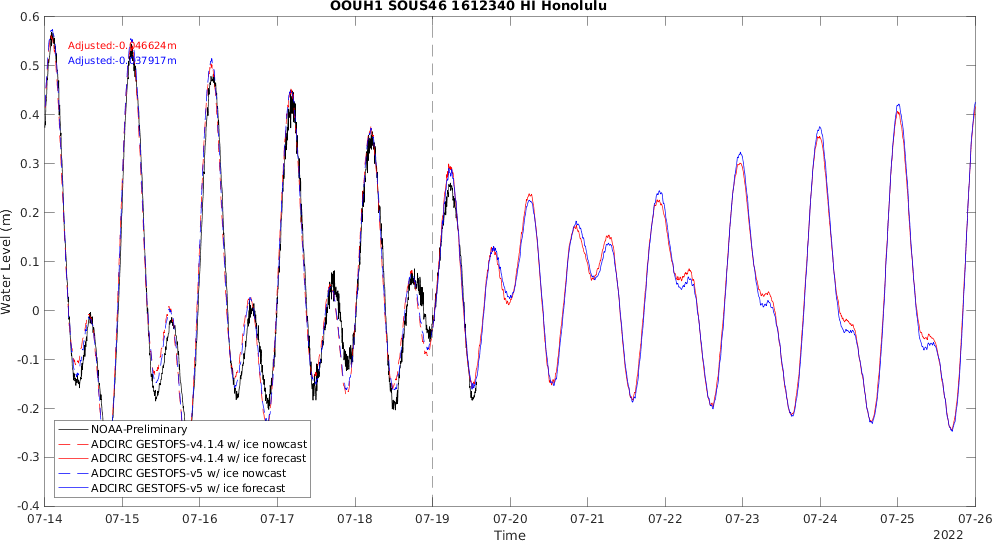 OOUH1 SOUS46 1612340 HI Honolulu
Adjusted:-0.046624m
Adjusted:-0.037917m
0.6
0.5
0.4
0.3
0.2
0.1
0
-0.1
-0.2
-0.3
-0.4
Water Level (m)
NOAA-Preliminary
ADCIRC GESTOFS-v4.1.4 w/ ice nowcast
ADCIRC GESTOFS-v4.1.4 w/ ice forecast
ADCIRC GESTOFS-v5 w/ ice nowcast
ADCIRC GESTOFS-v5 w/ ice forecast
07-14 07-15 07-16 07-17 07-18 07-19 07-20 07-21 07-22 07-23 07-24 07-25 07-26
Time
2022